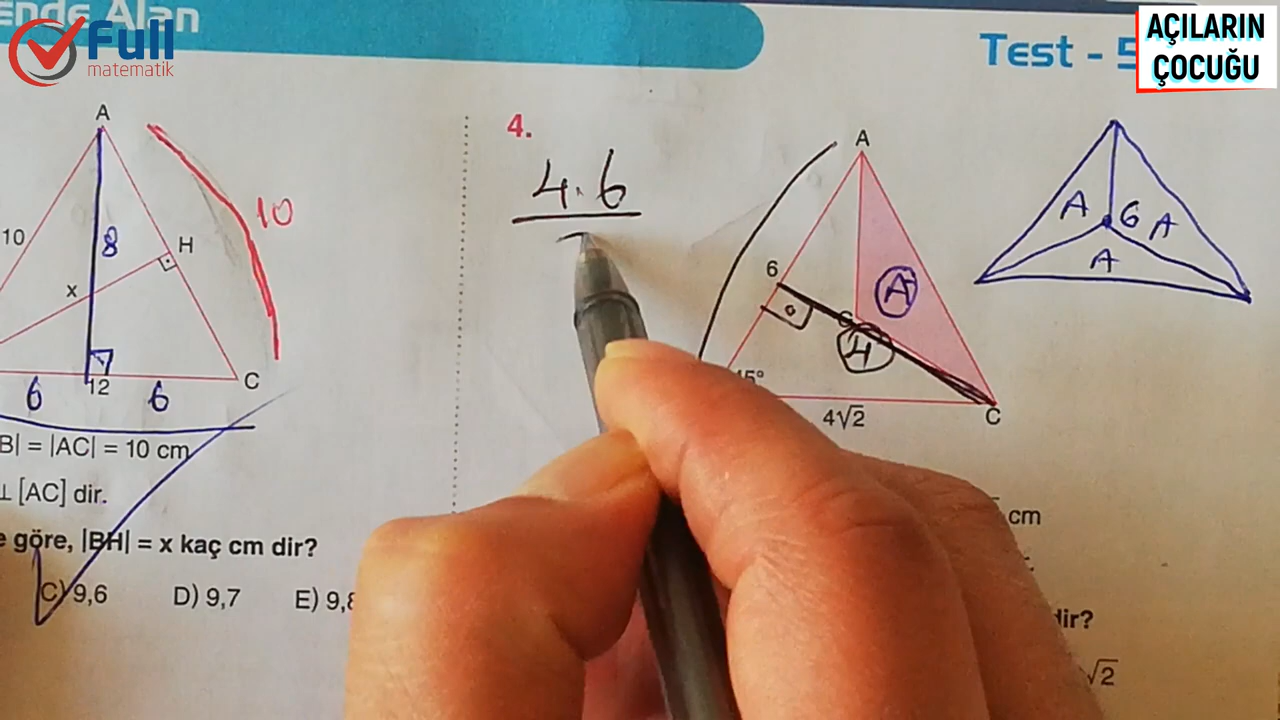 ende Alan
Full
matematik
Test - 5
AÇILARIN
ÇOCUĞU
A
10
8
H
x
10
12
6
6
C
B| = |AC| = 10 cm
⊥ [AC] dir.
göre, |BH| = x kaç cm dir?
C) 9,6
D) 9,7
E) 9,8
4.
4.6
A
6
A
G
4
45°
4√2
C
A
G
A
A
cm
dir?
√2